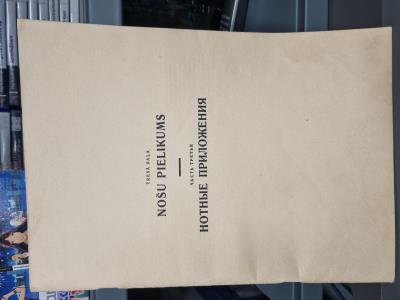 TREŠĀ DAĻA
NOŠU PIELIKUMS
ЧАСТЬ ТРЕТЬЯ
НОТНЫЕ ПРИЛОЖЕНИЯ